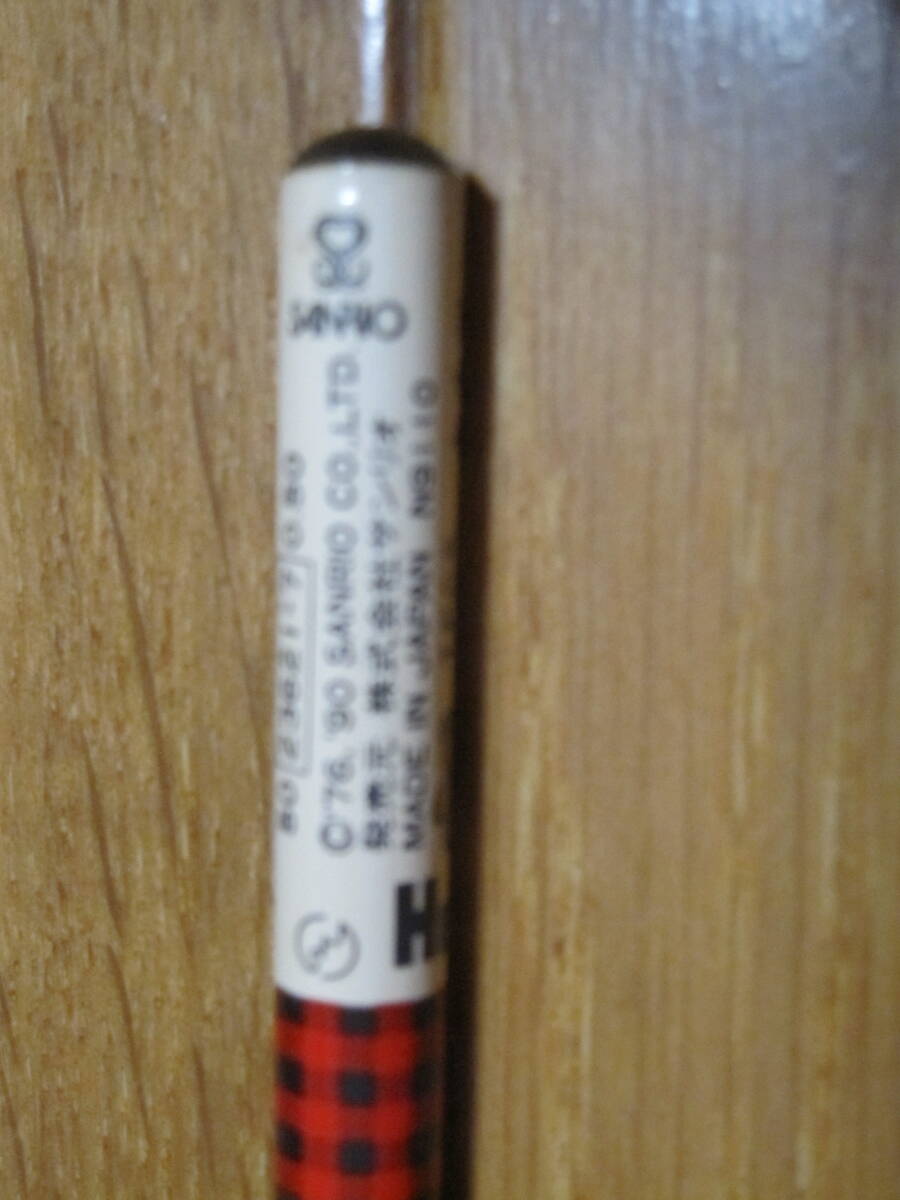 SANRIO
©'76, '90 SANRIO CO.,LTD.
発売元 株式会社サンリオ
MADE IN JAPAN NO110
H